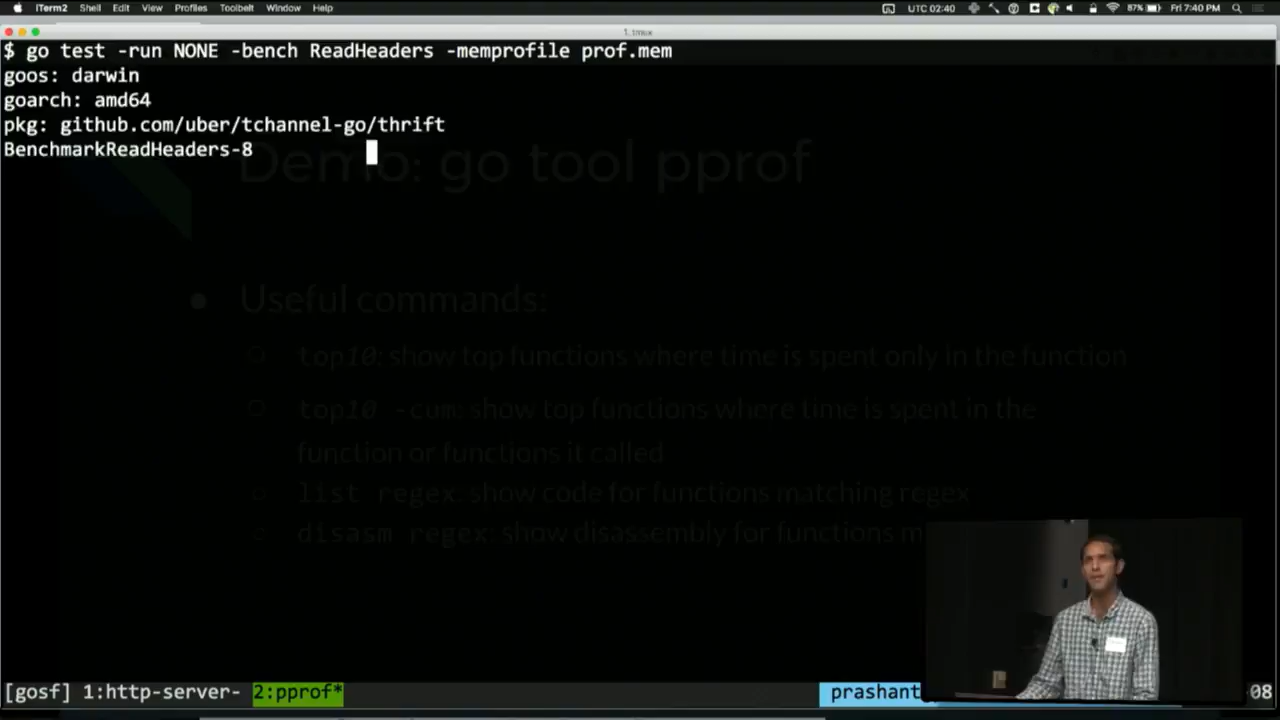 iTerm2 Shell Edit View Profiles Toolbelt Window Help UTC 02:40 87% Fri 7:40 PM
1. tmux
$ go test -run NONE -bench ReadHeaders -memprofile prof.mem
goos: darwin
goarch: amd64
pkg: github.com/uber/tchannel-go/thrift
BenchmarkReadHeaders-8
Demo: go tool pprof
Useful commands:
top10: show top functions where time is spent only in the function
top10 -cum: show top functions where time is spent in the
function or functions it called
list regex: show code for functions matching regex
disasm regex: show disassembly for functions
[gosf] 1:http-server- 2:pprof* prashant 08